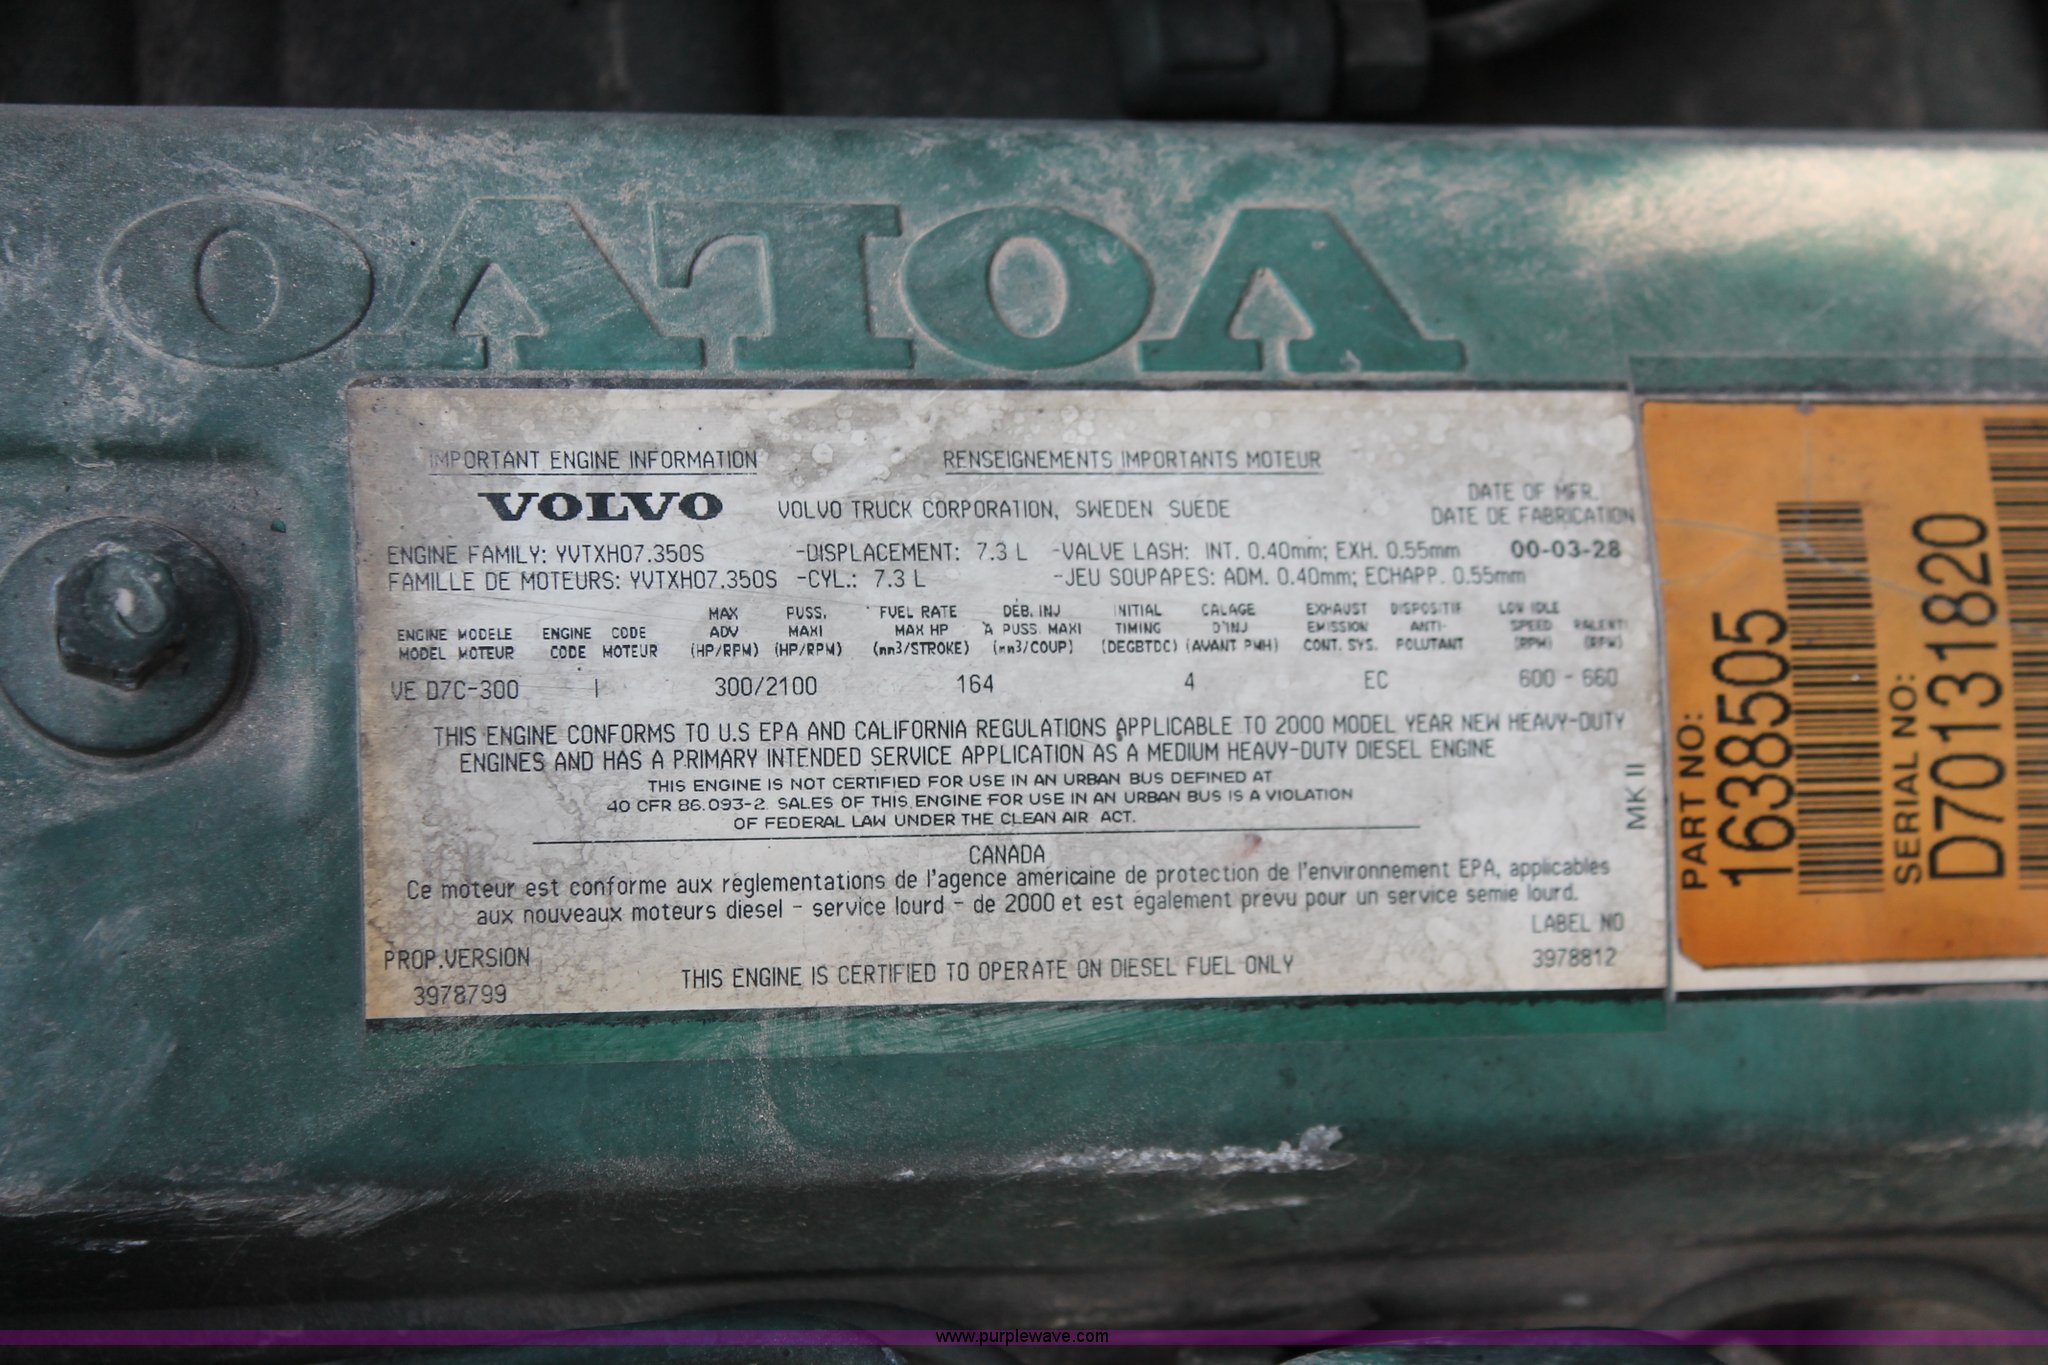 VOLVO
IMPORTANT ENGINE INFORMATION
RENSEIGNEMENTS IMPORTANTS MOTEUR
VOLVO VOLVO TRUCK CORPORATION, SWEDEN SUEDE
DATE OF MFR.
DATE DE FABRICATION
ENGINE FAMILY: YVTXH07.350S -DISPLACEMENT: 7.3 L -VALVE LASH: INT. 0.40mm; EXH. 0.55mm 00-03-28
FAMILLE DE MOTEURS: YVTXH07.350S -CYL.: 7.3 L -JEU SOUPAPES: ADM. 0.40mm; ECHAPP. 0.55mm
MAX PUSS. FUEL RATE DÉB. INJ INITIAL CALAGE EXHAUST DISPOSITIF LOW IDLE
ENGINE MODELE ENGINE CODE ADV MAXI MAX HP A PUSS. MAXI TIMING D'INJ EMISSION ANTI- SPEED RALENTI
MODEL MOTEUR CODE MOTEUR (HP/RPM) (HP/RPM) (mm3/STROKE) (mm3/COUP) (DEGBTDC) (AVANT PMH) CONT. SYS. POLUTANT (RPM) (RPM)
VE D7C-300 I 300/2100 164 4 EC 600 - 660
THIS ENGINE CONFORMS TO U.S EPA AND CALIFORNIA REGULATIONS APPLICABLE TO 2000 MODEL YEAR NEW HEAVY-DUTY
ENGINES AND HAS A PRIMARY INTENDED SERVICE APPLICATION AS A MEDIUM HEAVY-DUTY DIESEL ENGINE
THIS ENGINE IS NOT CERTIFIED FOR USE IN AN URBAN BUS DEFINED AT
40 CFR 86.093-2. SALES OF THIS ENGINE FOR USE IN AN URBAN BUS IS A VIOLATION
OF FEDERAL LAW UNDER THE CLEAN AIR ACT.
MK II
CANADA
Ce moteur est conforme aux réglementations de l'agence américaine de protection de l'environnement EPA, applicables
aux nouveaux moteurs diesel - service lourd - de 2000 et est également prévu pour un service semie lourd.
LABEL NO
3978812
PROP.VERSION
3978799
THIS ENGINE IS CERTIFIED TO OPERATE ON DIESEL FUEL ONLY
PART NO:
1638505
SERIAL NO:
D70131820
www.purplewave.com